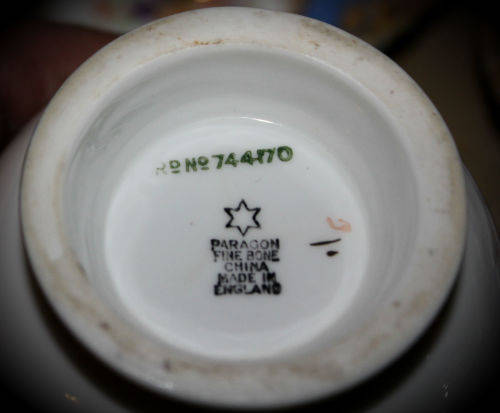 RD NO 744170
PARAGON
FINE BONE
CHINA
MADE IN
ENGLAND